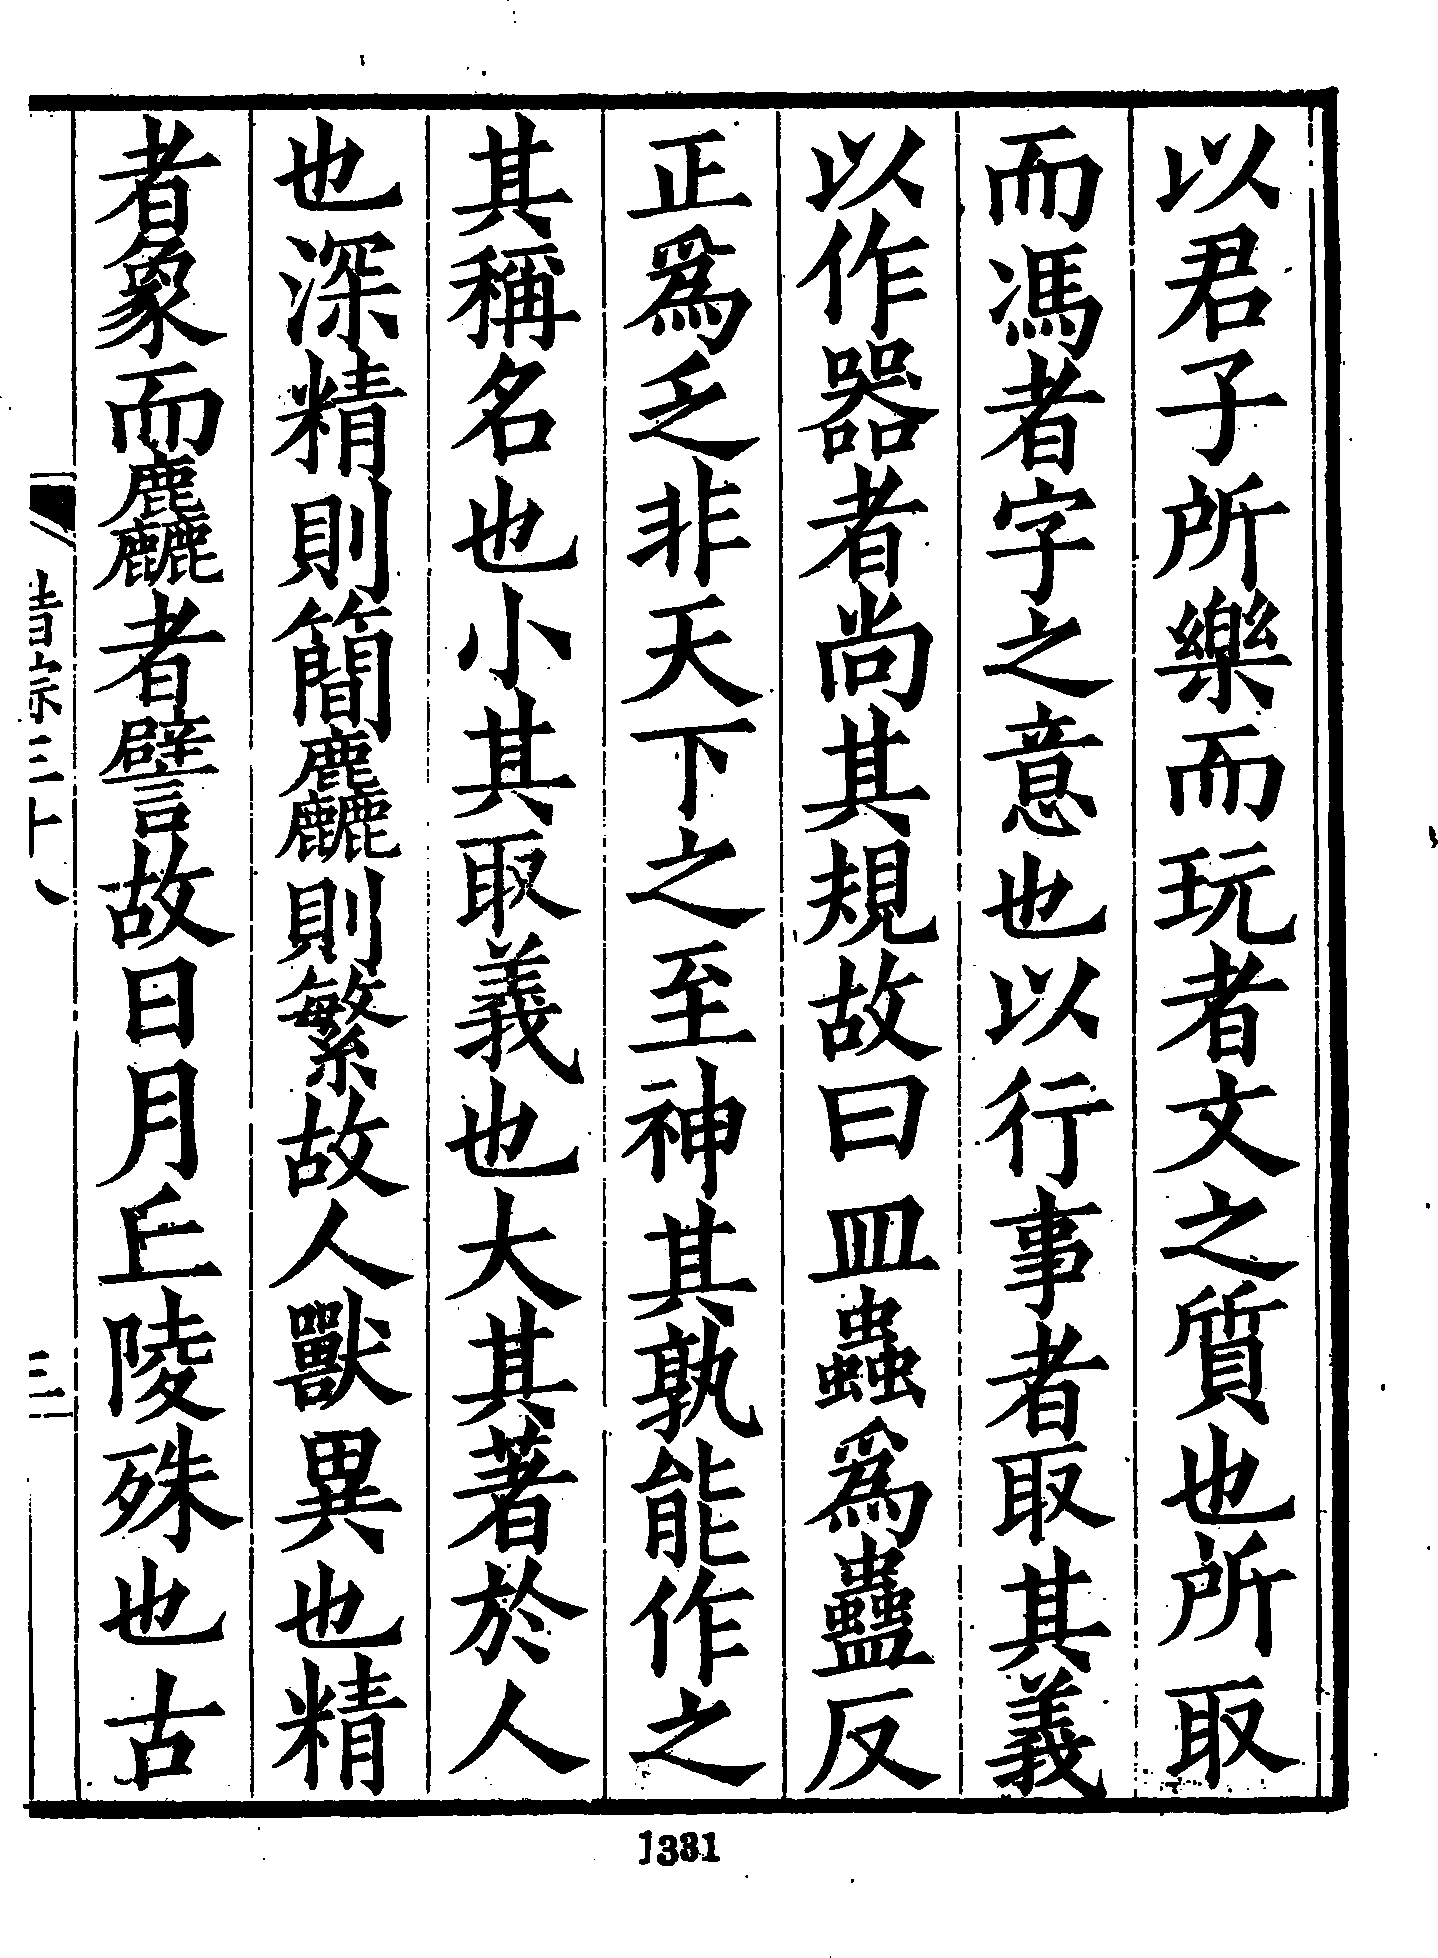 以君子所樂而玩者文之質也所取
而馮者字之意也以行事者取其義
以作器者尚其規故曰皿蟲爲蠱反
正爲乏非天下之至神其孰能作之
其稱名也小其取義也大其著於人
也深精則簡麤則繁故人獸異也精
者象而麤者譬故日月丘陵殊也古
三十八
三
1381